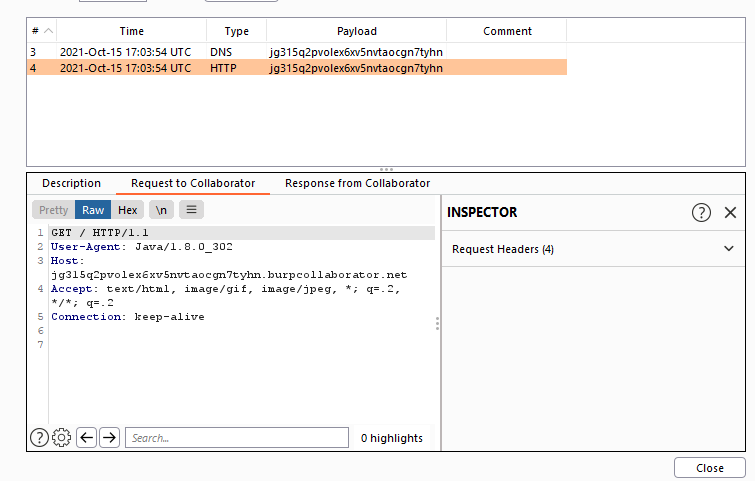 # Time Type Payload Comment
3 2021-Oct-15 17:03:54 UTC DNS jg315q2pvolex6xv5nvtaocgn7tyhn
4 2021-Oct-15 17:03:54 UTC HTTP jg315q2pvolex6xv5nvtaocgn7tyhn
Description Request to Collaborator Response from Collaborator
Pretty Raw Hex \n
INSPECTOR
Request Headers (4)
1 GET / HTTP/1.1
2 User-Agent: Java/1.8.0_302
3 Host:
jg315q2pvolex6xv5nvtaocgn7tyhn.burpcollaborator.net
4 Accept: text/html, image/gif, image/jpeg, *; q=.2,
*/*; q=.2
5 Connection: keep-alive
6
7
Search...
0 highlights
Close